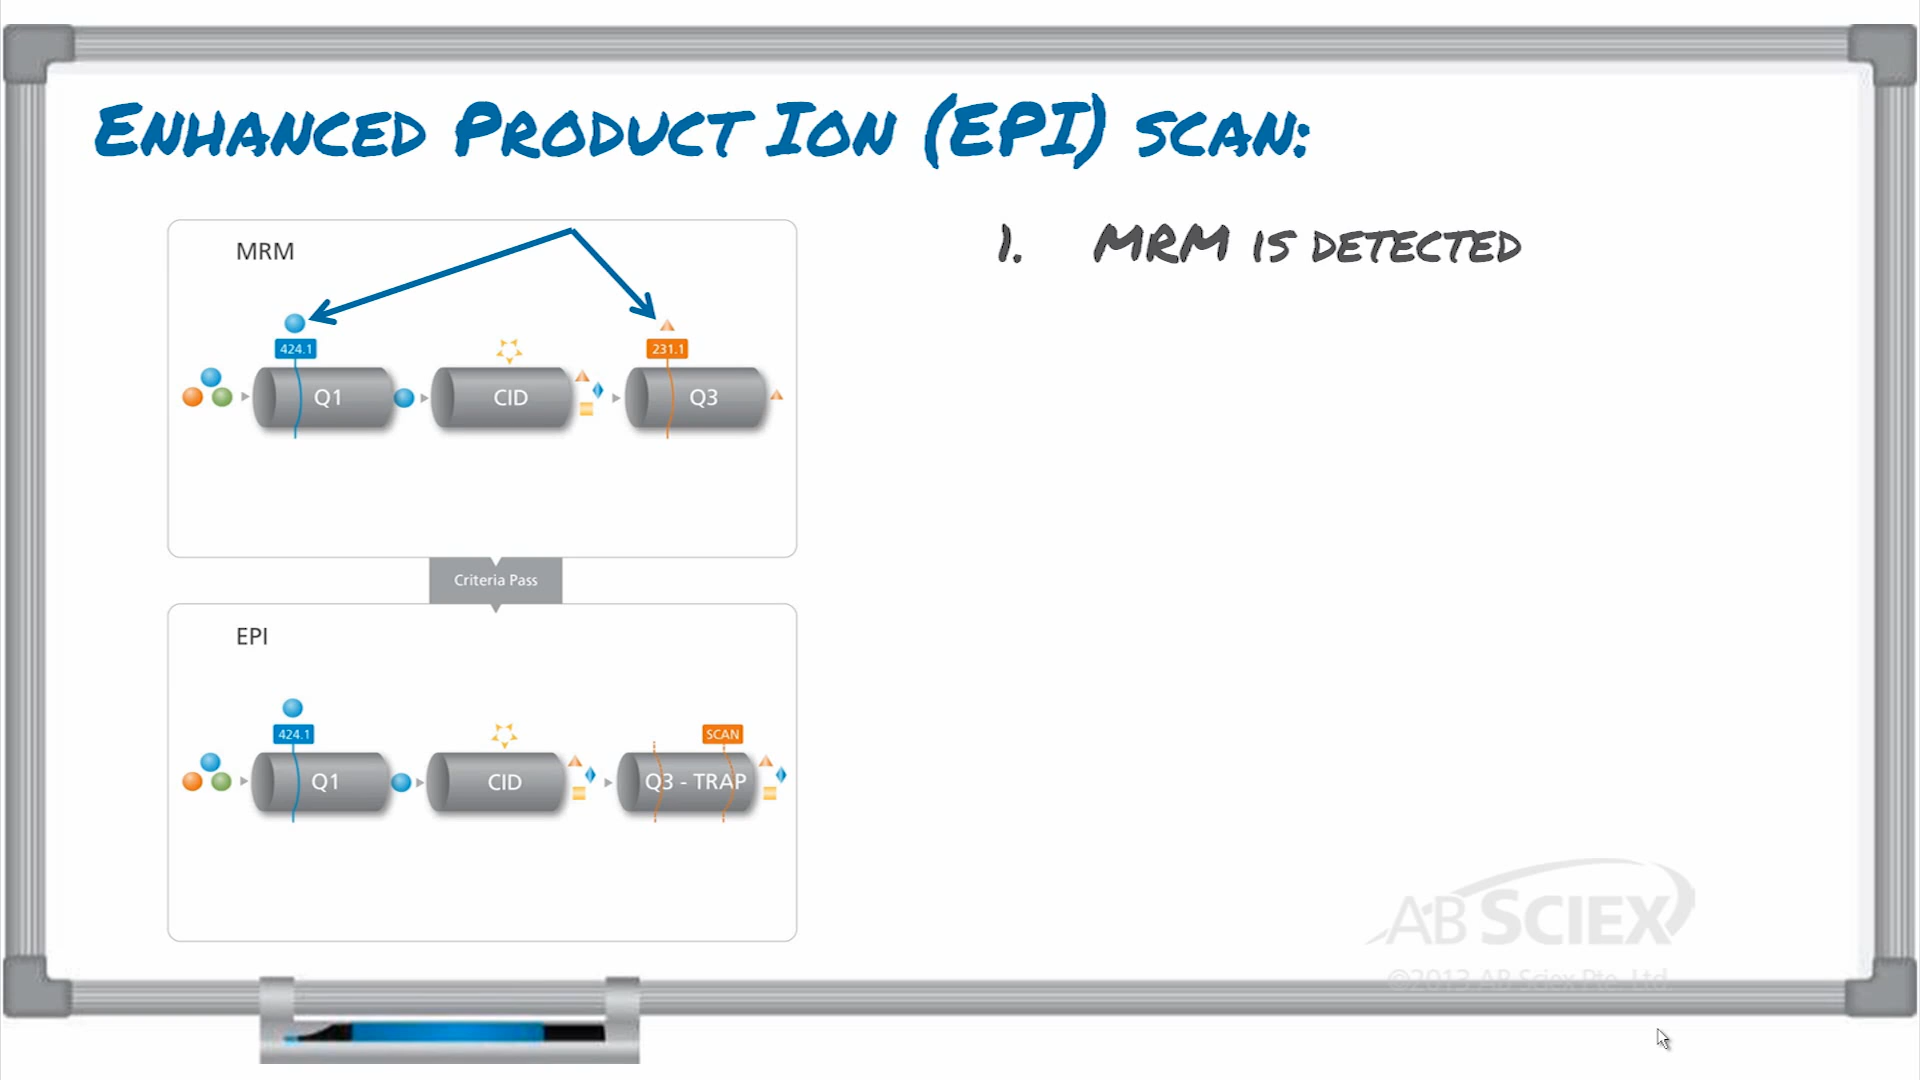 Enhanced Product Ion (EPI) scan:
MRM
1. MRM is detected
424.1
231.1
Q1
CID
Q3
Criteria Pass
EPI
424.1
SCAN
Q1
CID
Q3 - TRAP
AB SCIEX
©2013 AB Sciex Pte. Ltd.